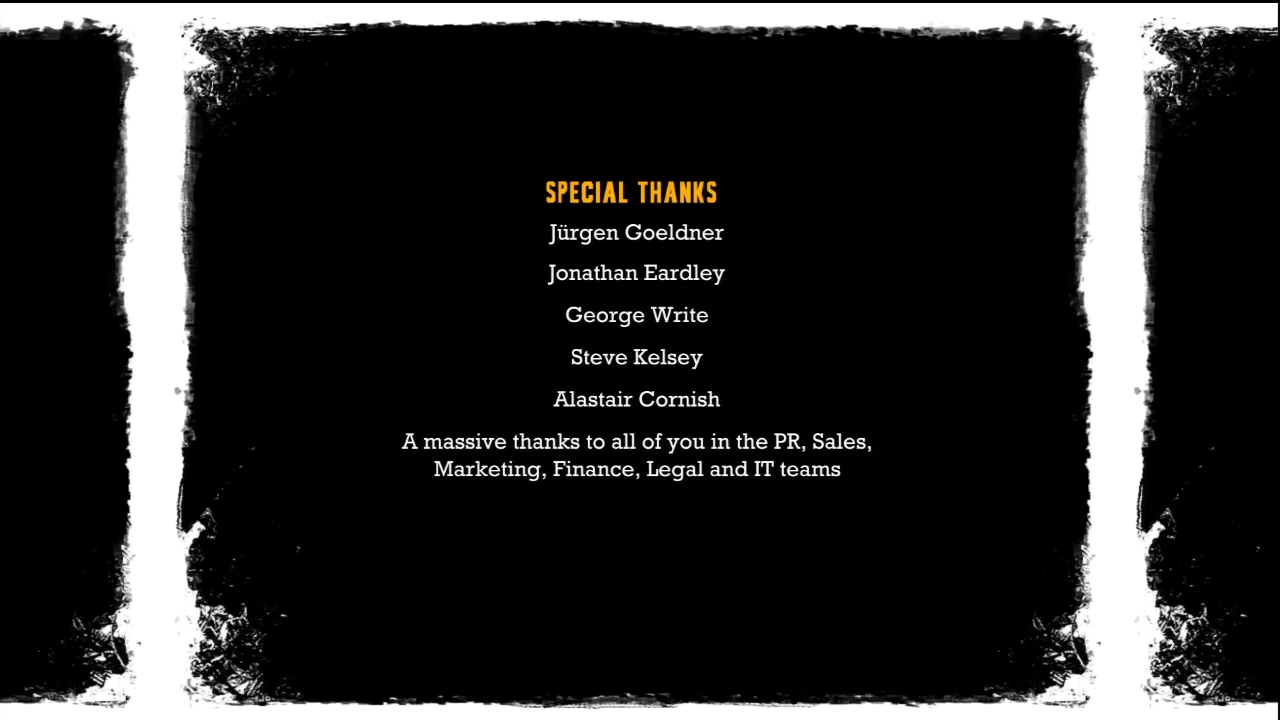 SPECIAL THANKS
Jürgen Goeldner
Jonathan Eardley
George Write
Steve Kelsey
Alastair Cornish
A massive thanks to all of you in the PR, Sales,
Marketing, Finance, Legal and IT teams